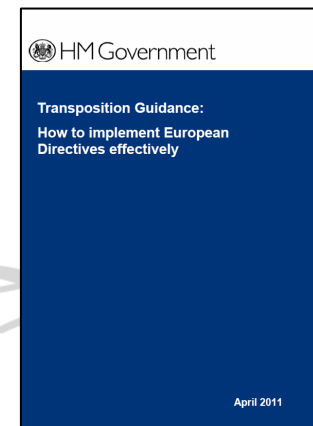 HM Government
Transposition Guidance:
How to implement European
Directives effectively
April 2011